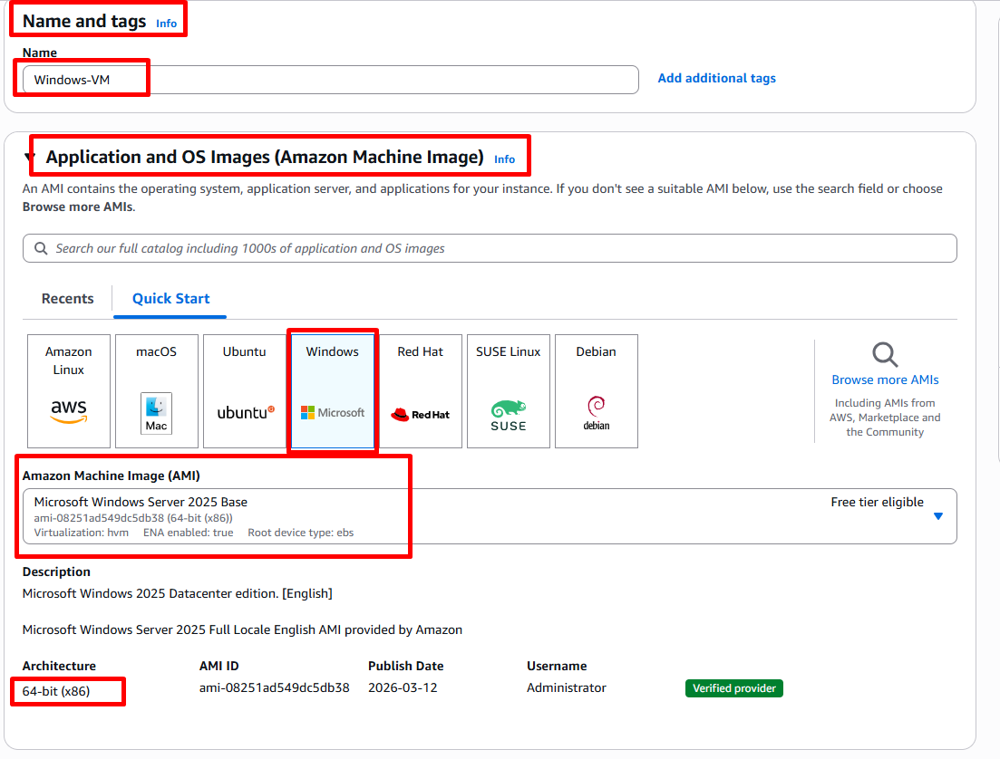 Name and tags Info
Name
Windows-VM
Add additional tags
Application and OS Images (Amazon Machine Image) Info
An AMI contains the operating system, application server, and applications for your instance. If you don't see a suitable AMI below, use the search field or choose
Browse more AMIs.
Search our full catalog including 1000s of application and OS images
Recents
Quick Start
Amazon
Linux
aws
macOS
Mac
Ubuntu
ubuntu
Windows
Microsoft
Red Hat
Red Hat
SUSE Linux
SUSE
Debian
debian
Browse more AMIs
Including AMIs from
AWS, Marketplace and
the Community
Amazon Machine Image (AMI)
Microsoft Windows Server 2025 Base
Free tier eligible
ami-08251ad549dc5db38 (64-bit (x86))
Virtualization: hvm ENA enabled: true Root device type: ebs
Description
Microsoft Windows 2025 Datacenter edition. [English]
Microsoft Windows Server 2025 Full Locale English AMI provided by Amazon
Architecture
64-bit (x86)
AMI ID
ami-08251ad549dc5db38
Publish Date
2026-03-12
Username
Administrator
Verified provider